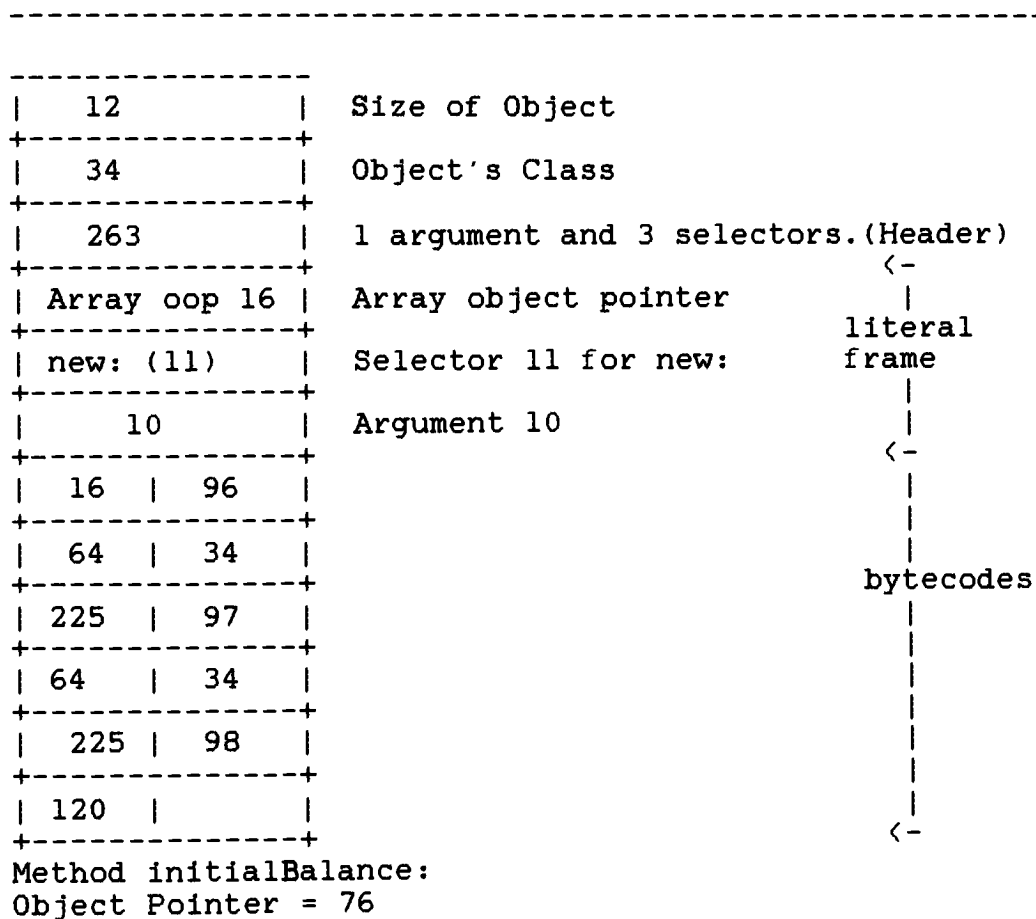 12 Size of Object
34 Object's Class
263 1 argument and 3 selectors.(Header)
Array oop 16 Array object pointer
literal
new: (11) Selector 11 for new: frame
10 Argument 10
16 | 96
64 | 34
bytecodes
225 | 97
64 | 34
225 | 98
120 |
Method initialBalance:
Object Pointer = 76